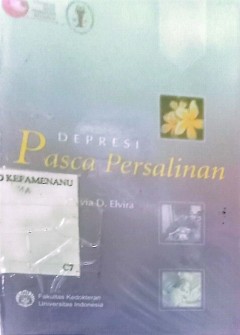 DEPRESI
Pasca Persalinan
KEFAMENANU
D. Elvira
C7
Fakultas Kedokteran
Universitas Indonesia